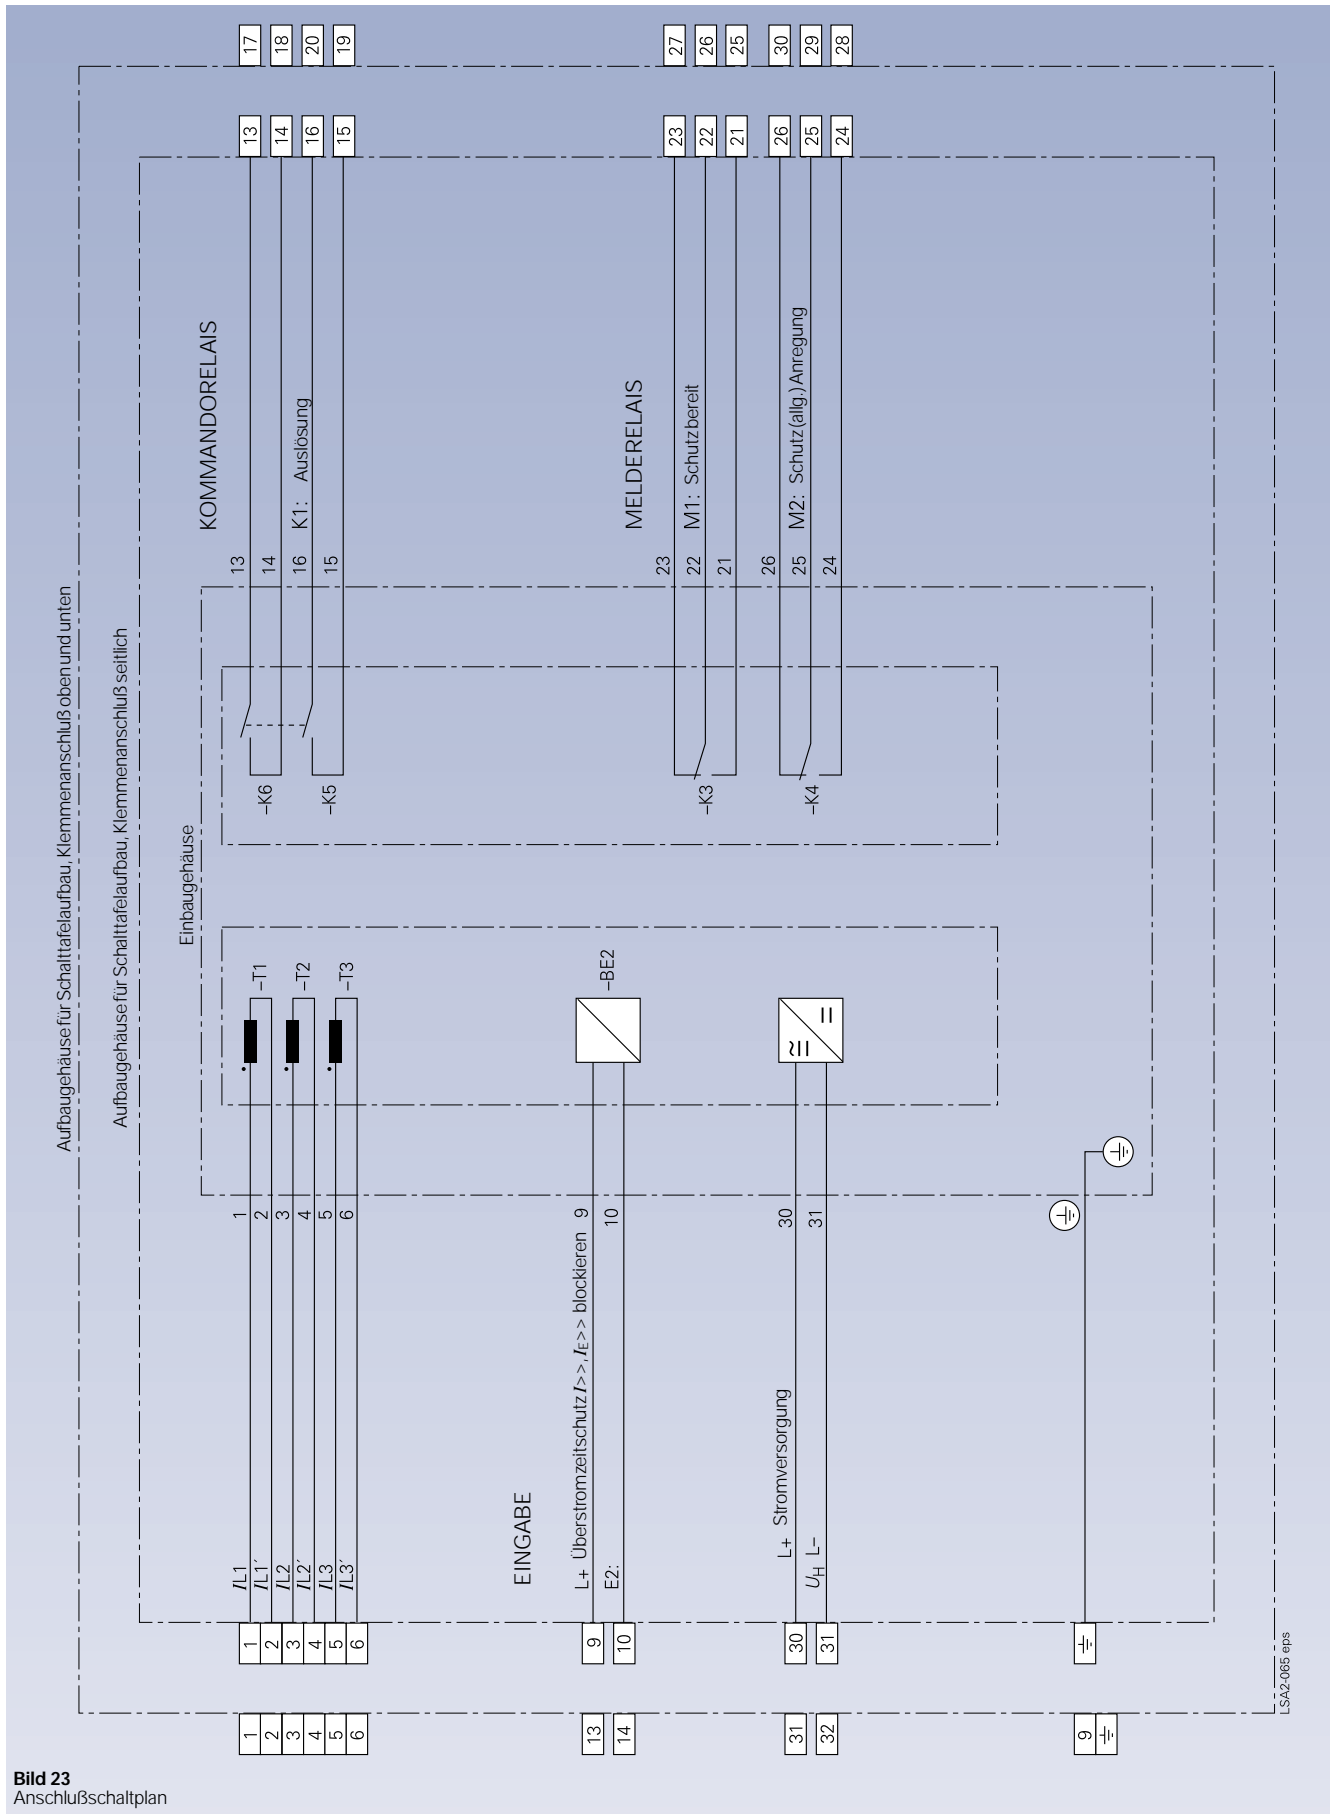 Aufbaugehäuse für Schalttafelaufbau, Klemmenanschluß oben und unten
Aufbaugehäuse für Schalttafelaufbau, Klemmenanschluß seitlich
Einbaugehäuse
17
18
20
19
27
26
25
30
29
28
13
14
16
15
23
22
21
26
25
24
KOMMANDORELAIS
K1: Auslösung
MELDERELAIS
M1: Schutz bereit
M2: Schutz (allg.) Anregung
13
14
16
15
23
22
21
26
25
24
–K6
–K5
–K3
–K4
–T1
–T2
–T3
–BE2
1
2
3
4
5
6
9
10
30
31
IL1
IL1´
IL2
IL2´
IL3
IL3´
EINGABE
L+ Überstromzeitschutz I>>, IE>> blockieren
E2:
L+ Stromversorgung
UH L–
1
2
3
4
5
6
9
10
30
31
1
2
3
4
5
6
13
14
31
32
9
LSA2-065 eps
Bild 23
Anschlußschaltplan